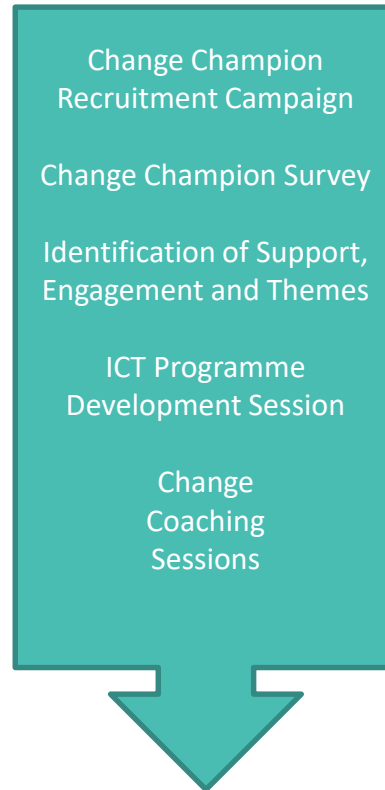 Change Champion
Recruitment Campaign
Change Champion Survey
Identification of Support,
Engagement and Themes
ICT Programme
Development Session
Change
Coaching
Sessions